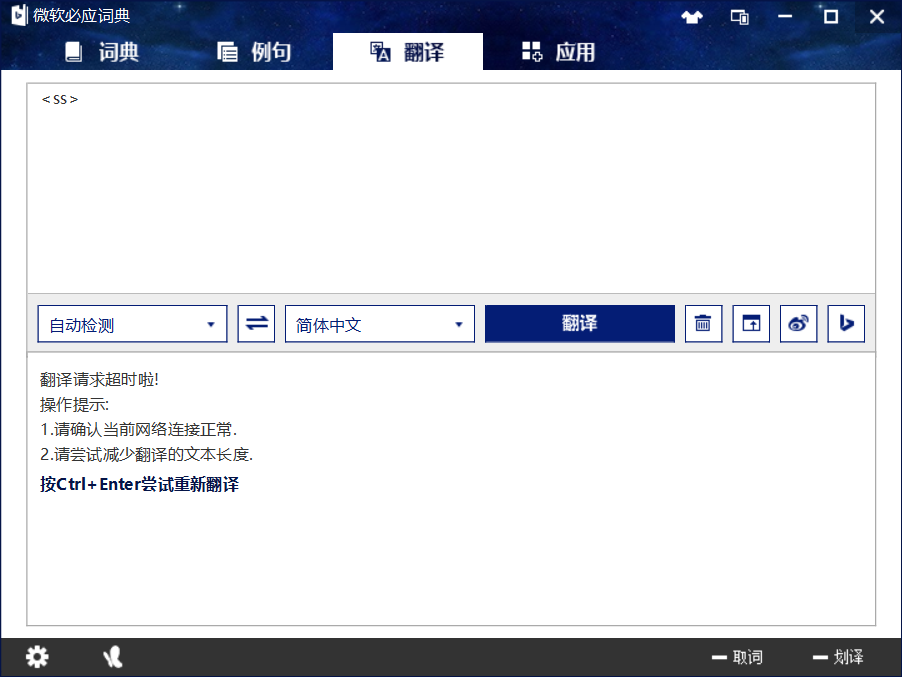 微软必应词典
词典 例句 翻译 应用
<ss>
自动检测 简体中文 翻译
翻译请求超时啦!
操作提示:
1.请确认当前网络连接正常.
2.请尝试减少翻译的文本长度.
按Ctrl+Enter尝试重新翻译
取词 划译